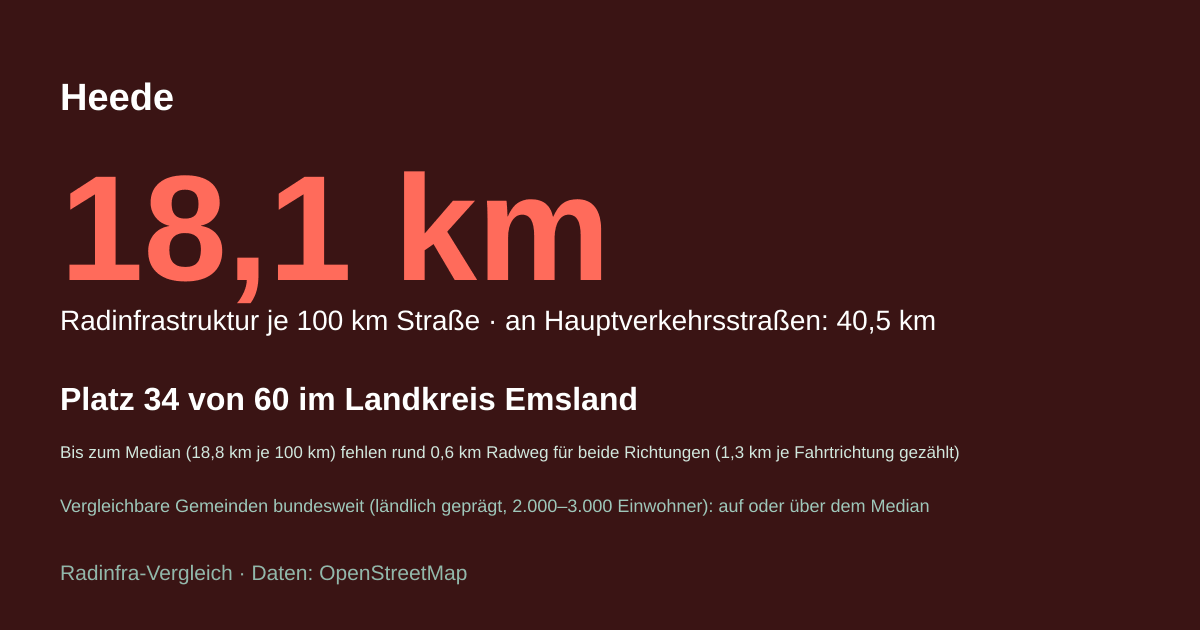 Heede
18,1 km
Radinfrastruktur je 100 km Straße · an Hauptverkehrsstraßen: 40,5 km
Platz 34 von 60 im Landkreis Emsland
Bis zum Median (18,8 km je 100 km) fehlen rund 0,6 km Radweg für beide Richtungen (1,3 km je Fahrtrichtung gezählt)
Vergleichbare Gemeinden bundesweit (ländlich geprägt, 2.000–3.000 Einwohner): auf oder über dem Median
Radinfra-Vergleich · Daten: OpenStreetMap